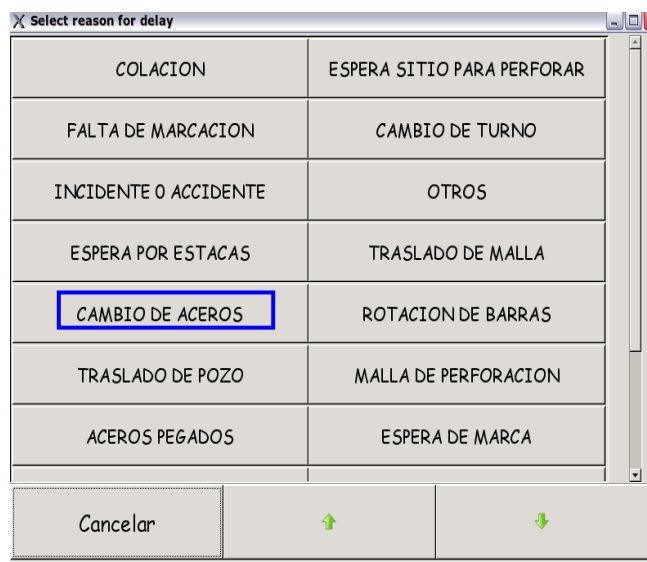 Select reason for delay
COLACION
ESPERA SITIO PARA PERFORAR
FALTA DE MARCACION
CAMBIO DE TURNO
INCIDENTE O ACCIDENTE
OTROS
ESPERA POR ESTACAS
TRASLADO DE MALLA
CAMBIO DE ACEROS
ROTACION DE BARRAS
TRASLADO DE POZO
MALLA DE PERFORACION
ACEROS PEGADOS
ESPERA DE MARCA
Cancelar